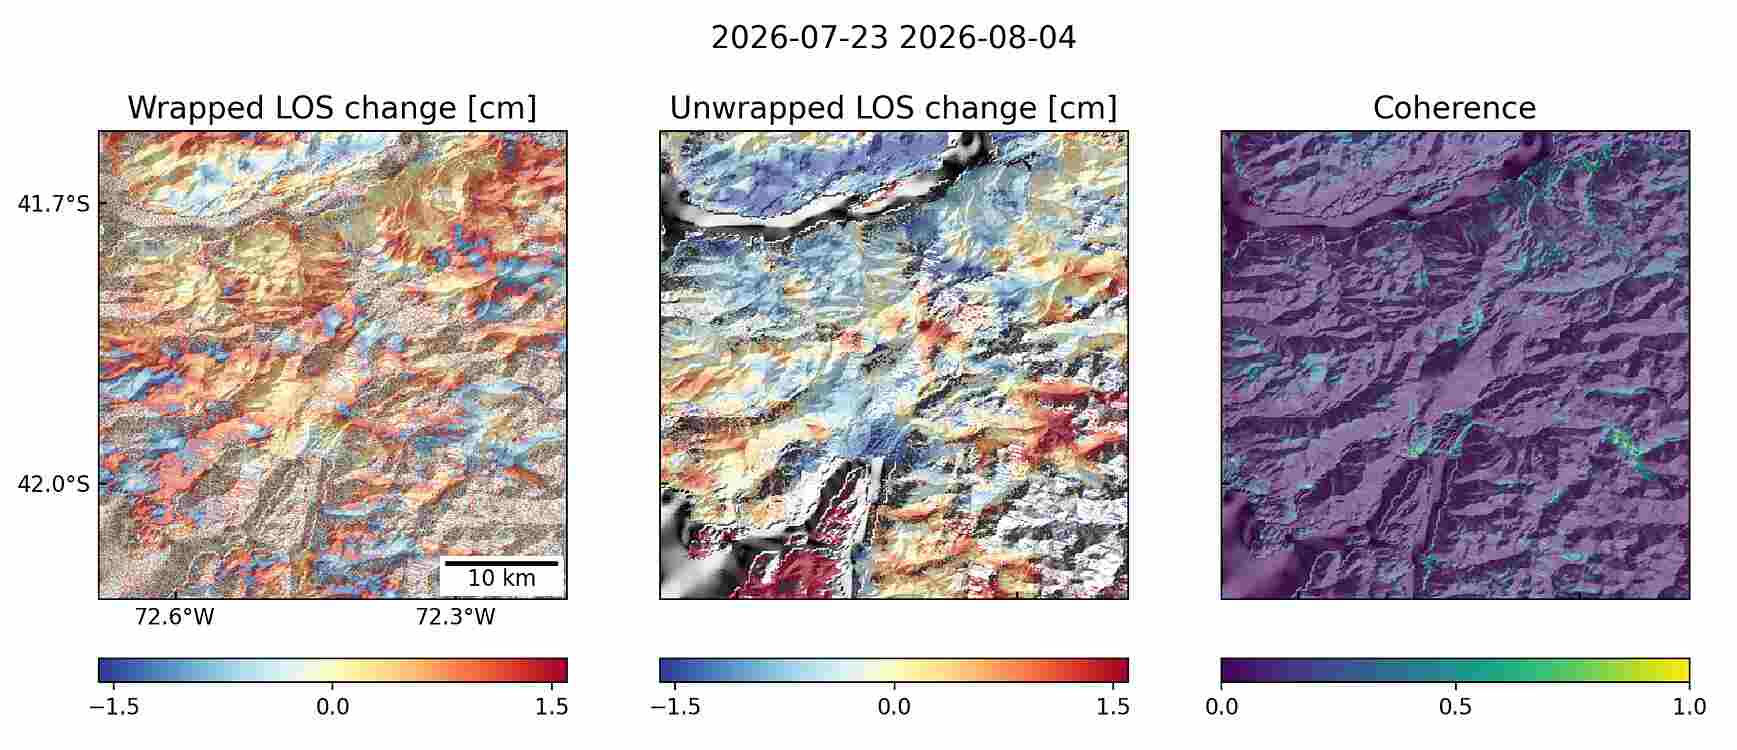 2026-07-23 2026-08-04
Wrapped LOS change [cm]
Unwrapped LOS change [cm]
Coherence
41.7°S
42.0°S
10 km
72.6°W
72.3°W
−1.5
0.0
1.5
−1.5
0.0
1.5
0.0
0.5
1.0